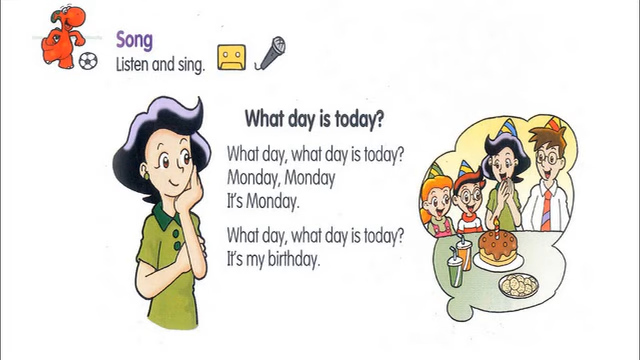 Song
Listen and sing.
What day is today?
What day, what day is today?
Monday, Monday
It's Monday.
What day, what day is today?
It's my birthday.